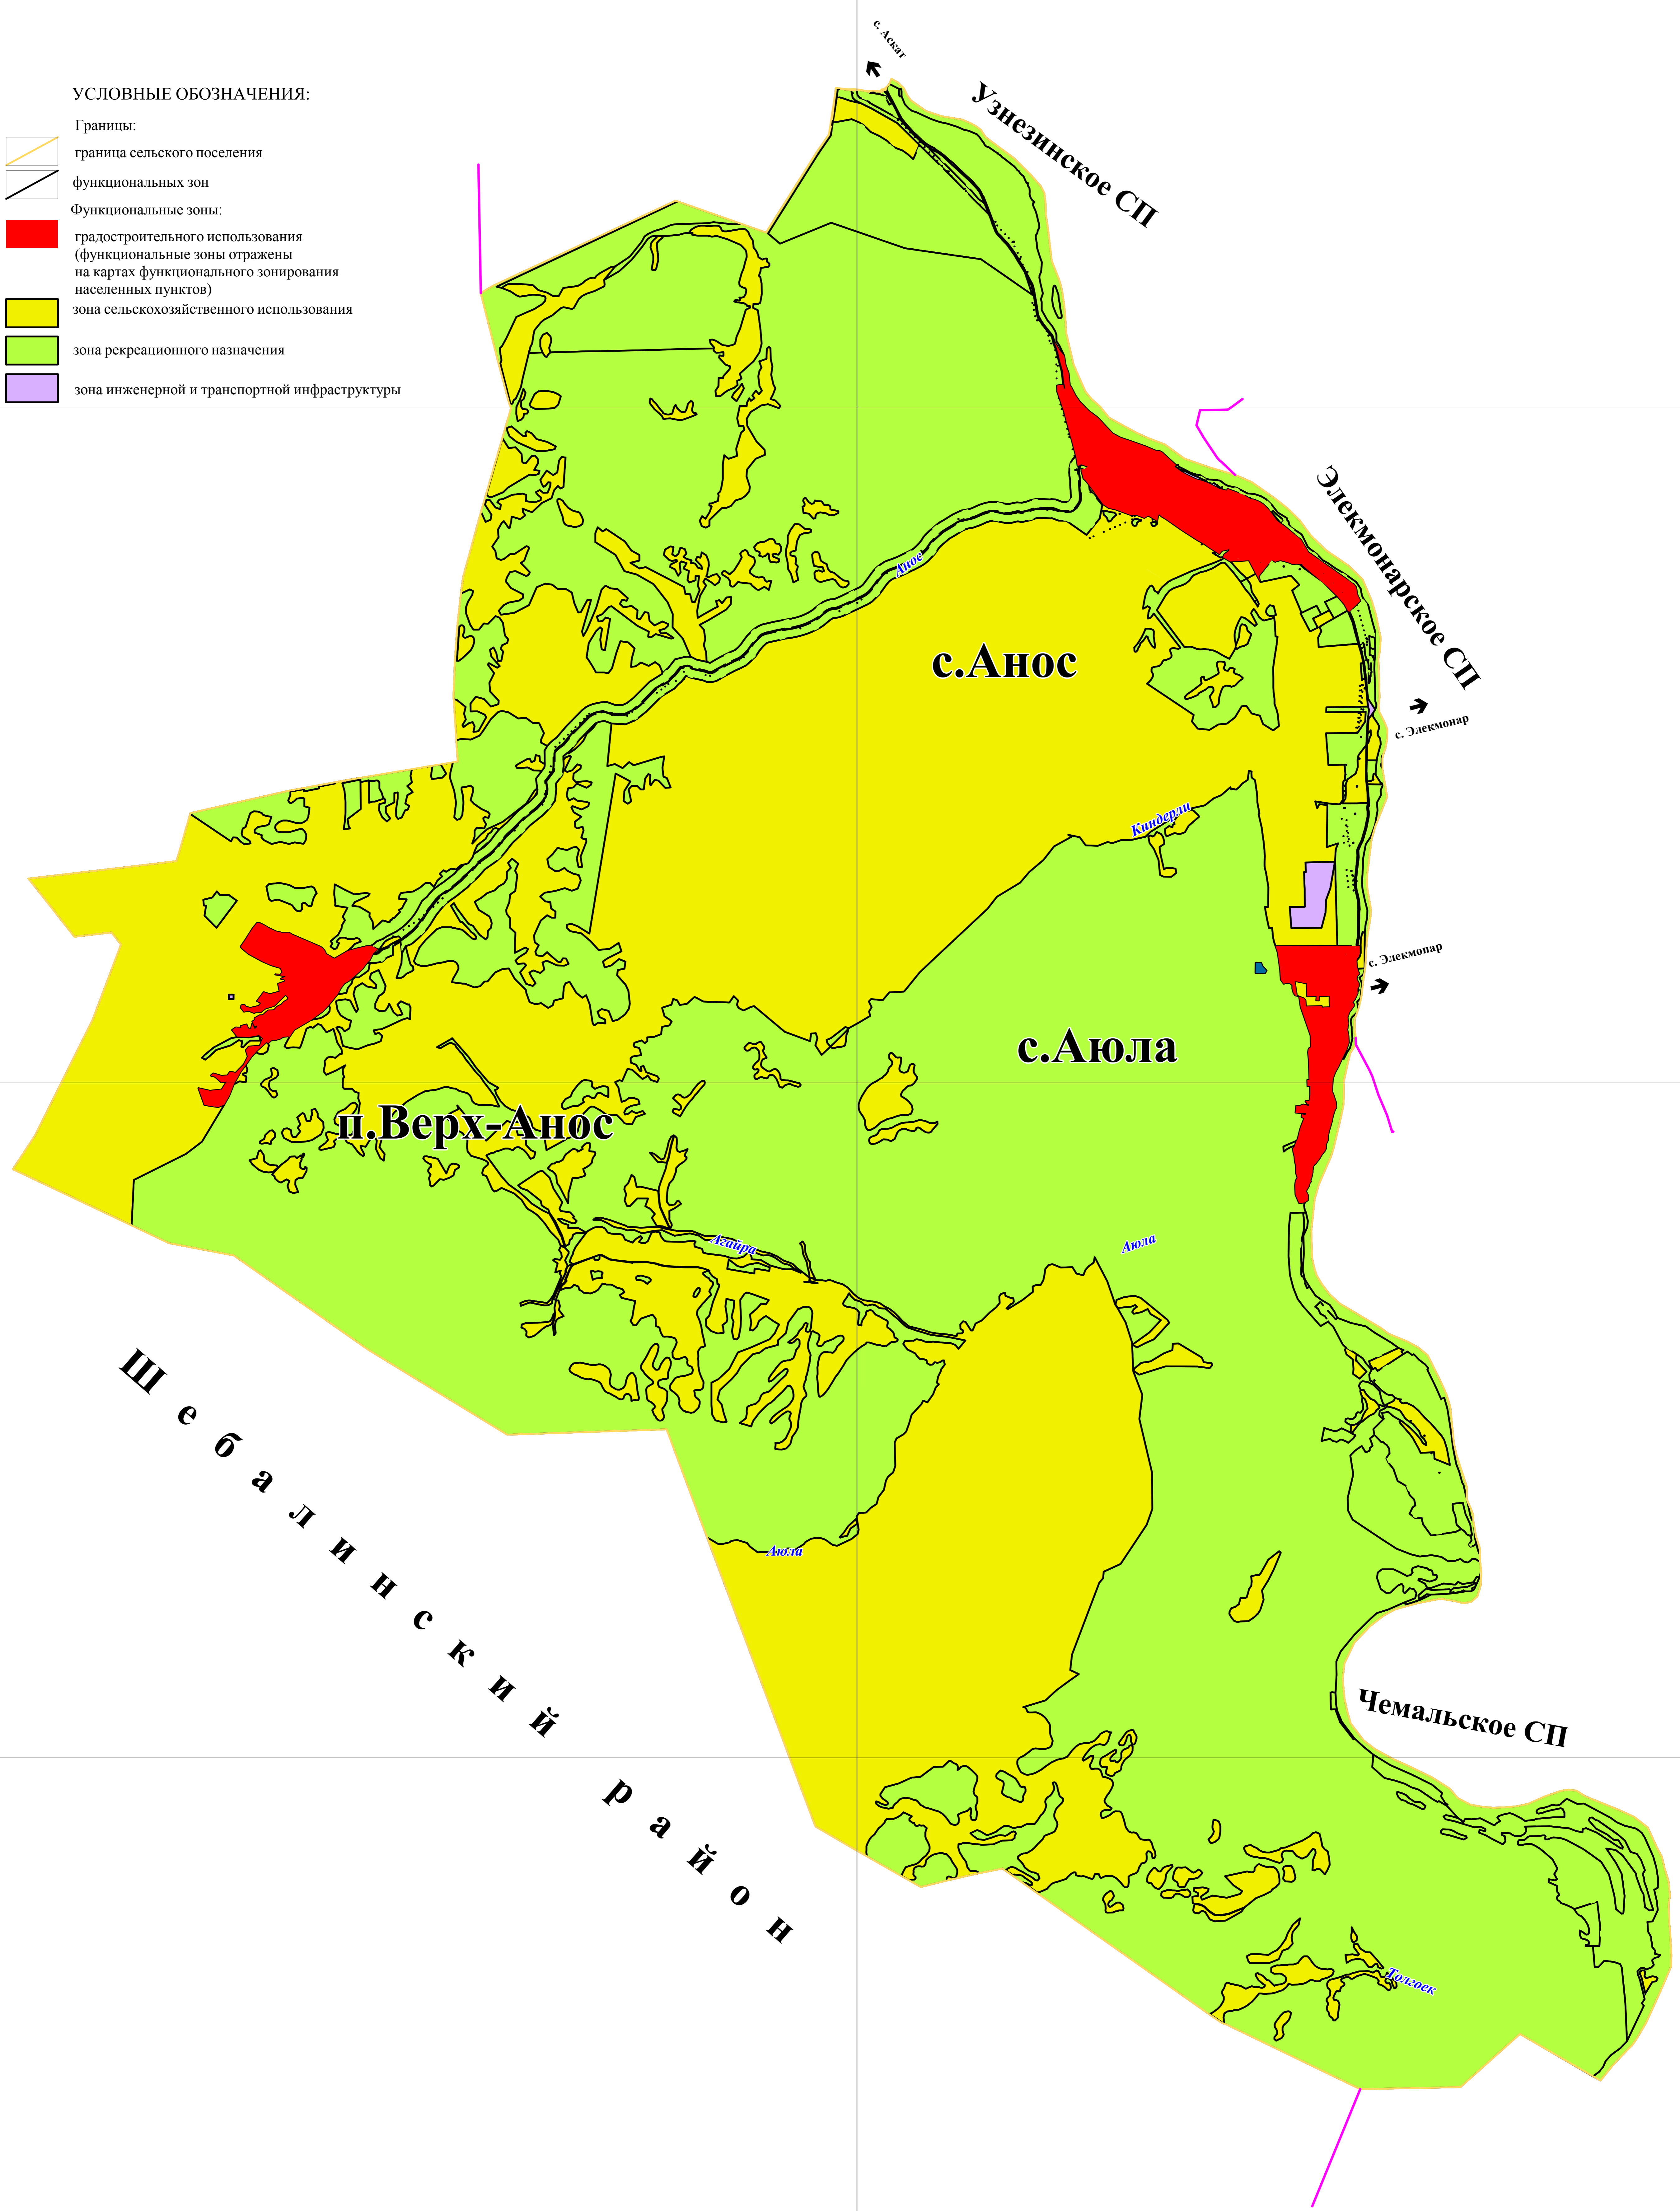 с. Аскат
Узнезинское СП
УСЛОВНЫЕ ОБОЗНАЧЕНИЯ:
Границы:
граница сельского поселения
функциональных зон
Функциональные зоны:
градостроительного использования
(функциональные зоны отражены
на картах функционального зонирования
населенных пунктов)
зона сельскохозяйственного использования
зона рекреационного назначения
зона инженерной и транспортной инфраструктуры
Элекмонарское СП
Анос
с.Анос
с. Элекмонар
Киндерли
с. Элекмонар
с.Аюла
п.Верх-Анос
Агайра
Аюла
Аюла
Шебалинский район
Чемальское СП
Толгоек